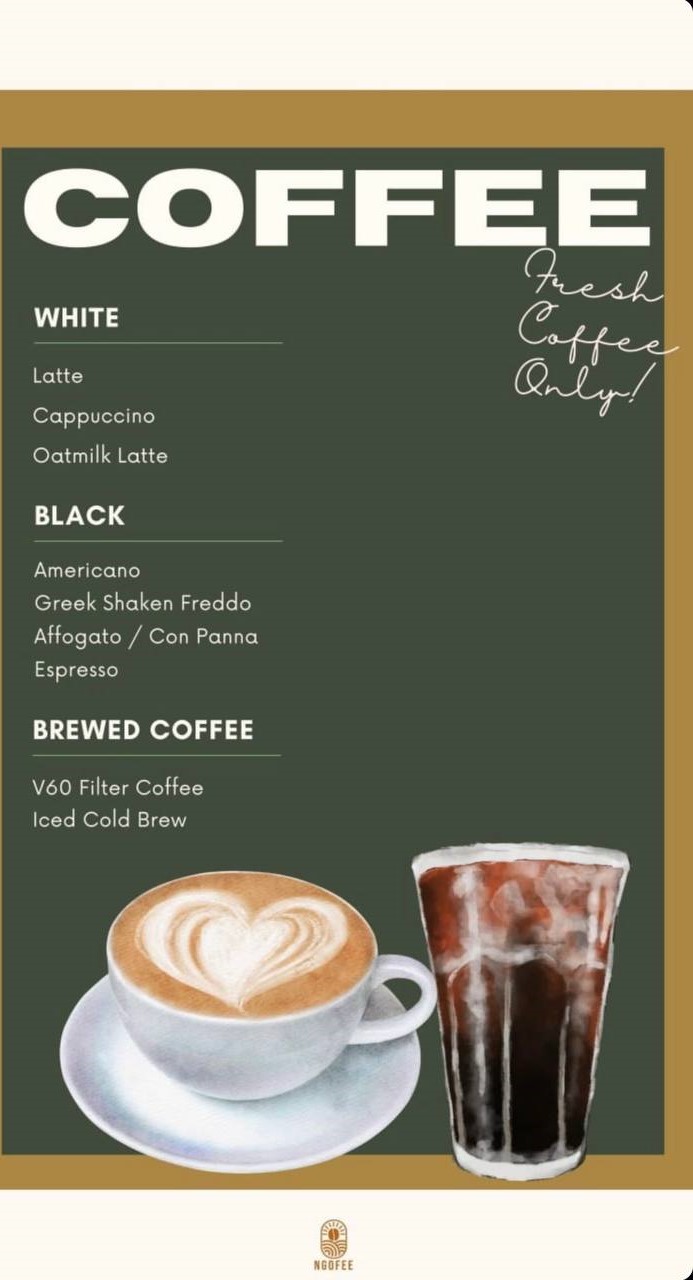 COFFEE
Fresh
Coffee
Only!
WHITE
Latte
Cappuccino
Oatmilk Latte
BLACK
Americano
Greek Shaken Freddo
Affogato / Con Panna
Espresso
BREWED COFFEE
V60 Filter Coffee
Iced Cold Brew
NGOFEE